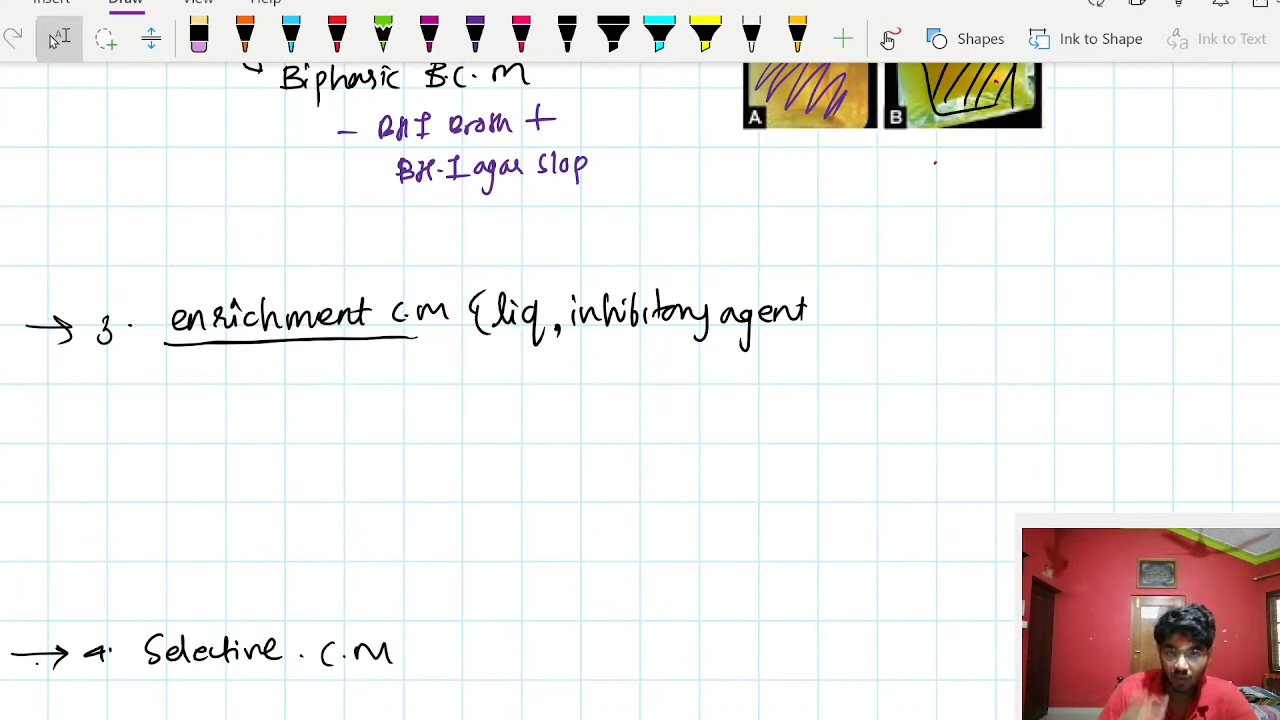 Insert Draw View Help
Shapes Ink to Shape Ink to Text
Biphasic B.C.M
A B
- BHI Broth +
BH-I agar Slop
→ 3. enrichment C.M {liq, inhibitory agent
→ 4. Selective. C.M